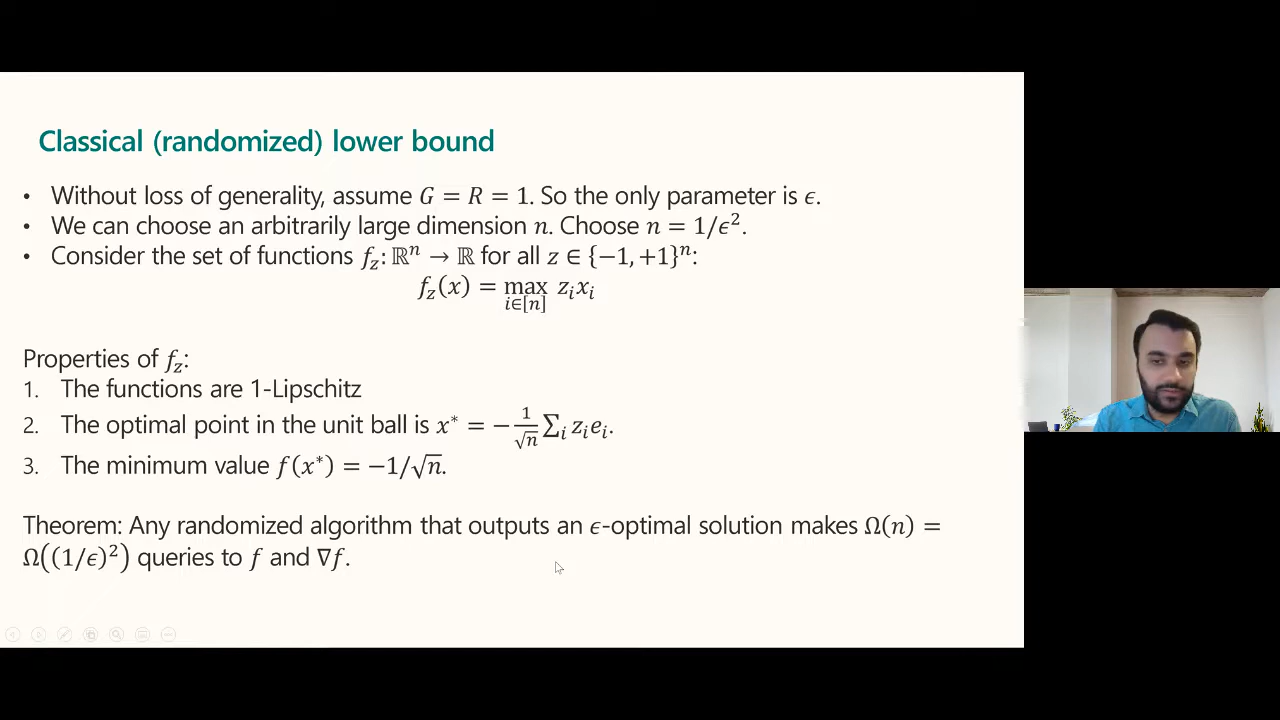 Classical (randomized) lower bound
• Without loss of generality, assume G = R = 1. So the only parameter is ϵ.
• We can choose an arbitrarily large dimension n. Choose n = 1/ϵ².
• Consider the set of functions f_z: ℝⁿ → ℝ for all z ∈ {−1, +1}ⁿ:
f_z(x) = max_{i∈[n]} z_i x_i
Properties of f_z:
1. The functions are 1-Lipschitz
2. The optimal point in the unit ball is x* = −1/√n ∑_i z_i e_i.
3. The minimum value f(x*) = −1/√n.
Theorem: Any randomized algorithm that outputs an ϵ-optimal solution makes Ω(n) =
Ω((1/ϵ)²) queries to f and ∇f.